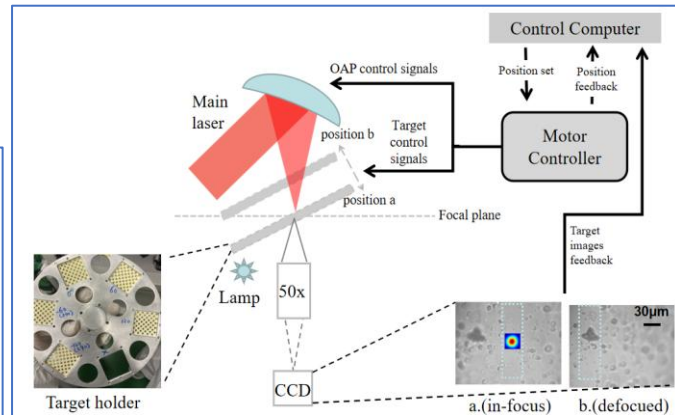 Control Computer
OAP control signals
Position set
Position feedback
Main laser
position b
Target control signals
Motor Controller
position a
Focal plane
Target images feedback
Lamp
50x
30μm
CCD
Target holder
a.(in-focus)
b.(defocued)